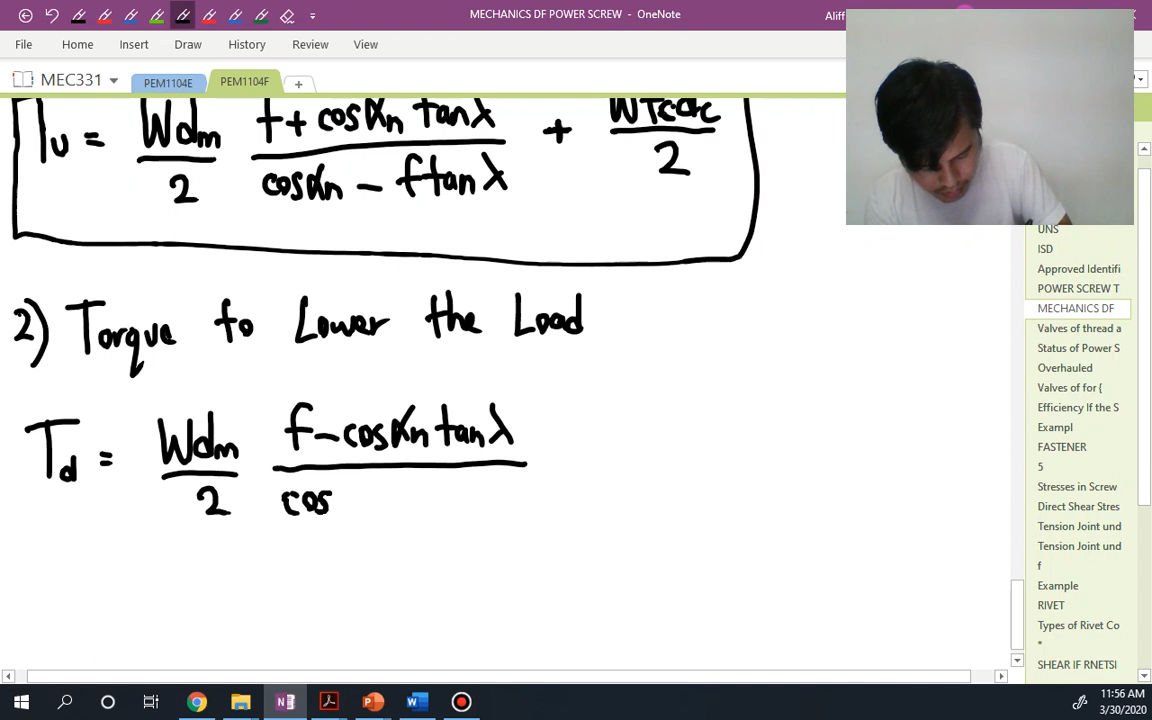 MECHANICS DF POWER SCREW - OneNote
Aliff
File Home Insert Draw History Review View
MEC331 PEM1104E PEM1104F
Tu = Wdm/2 f + cosαn tanλ / cosαn - f tanλ + Wfcdc/2
2) Torque to Lower the Load
Td = Wdm/2 f - cosαn tanλ / cos
UNS
ISD
Approved Identifi
POWER SCREW T
MECHANICS DF
Valves of thread a
Status of Power S
Overhauled
Valves of for {
Efficiency If the S
Exampl
FASTENER
5
Stresses in Screw
Direct Shear Stres
Tension Joint und
Tension Joint und
f
Example
RIVET
Types of Rivet Co
*
SHEAR IF RNETSI
11:56 AM
3/30/2020